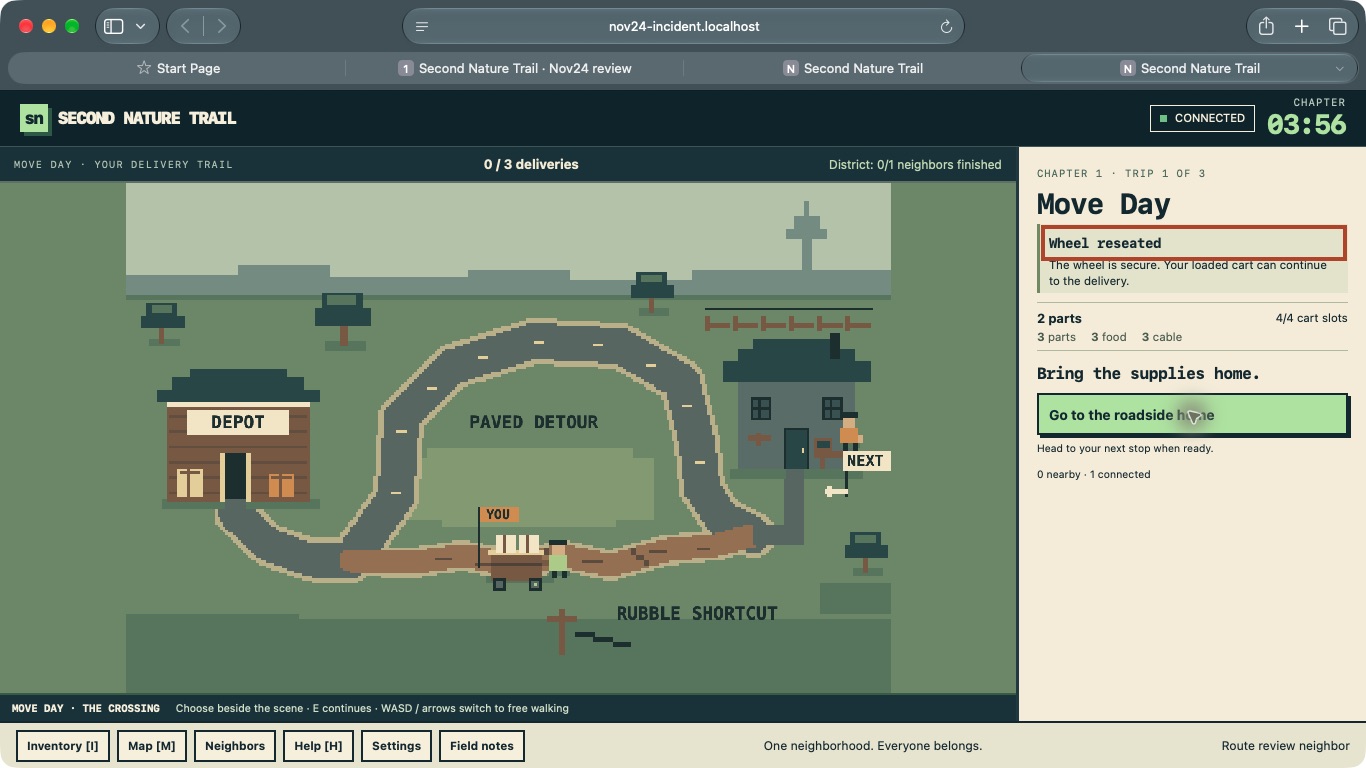 nov24-incident.localhost
Start Page
1 Second Nature Trail · Nov24 review
N Second Nature Trail
N Second Nature Trail
sn SECOND NATURE TRAIL
CONNECTED
CHAPTER
03:56
MOVE DAY · YOUR DELIVERY TRAIL
0 / 3 deliveries
District: 0/1 neighbors finished
DEPOT
PAVED DETOUR
NEXT
YOU
RUBBLE SHORTCUT
CHAPTER 1 · TRIP 1 OF 3
Move Day
Wheel reseated
The wheel is secure. Your loaded cart can continue
to the delivery.
2 parts
4/4 cart slots
3 parts 3 food 3 cable
Bring the supplies home.
Go to the roadside home
Head to your next stop when ready.
0 nearby · 1 connected
MOVE DAY · THE CROSSING
Choose beside the scene · E continues · WASD / arrows switch to free walking
Inventory [I]
Map [M]
Neighbors
Help [H]
Settings
Field notes
One neighborhood. Everyone belongs.
Route review neighbor